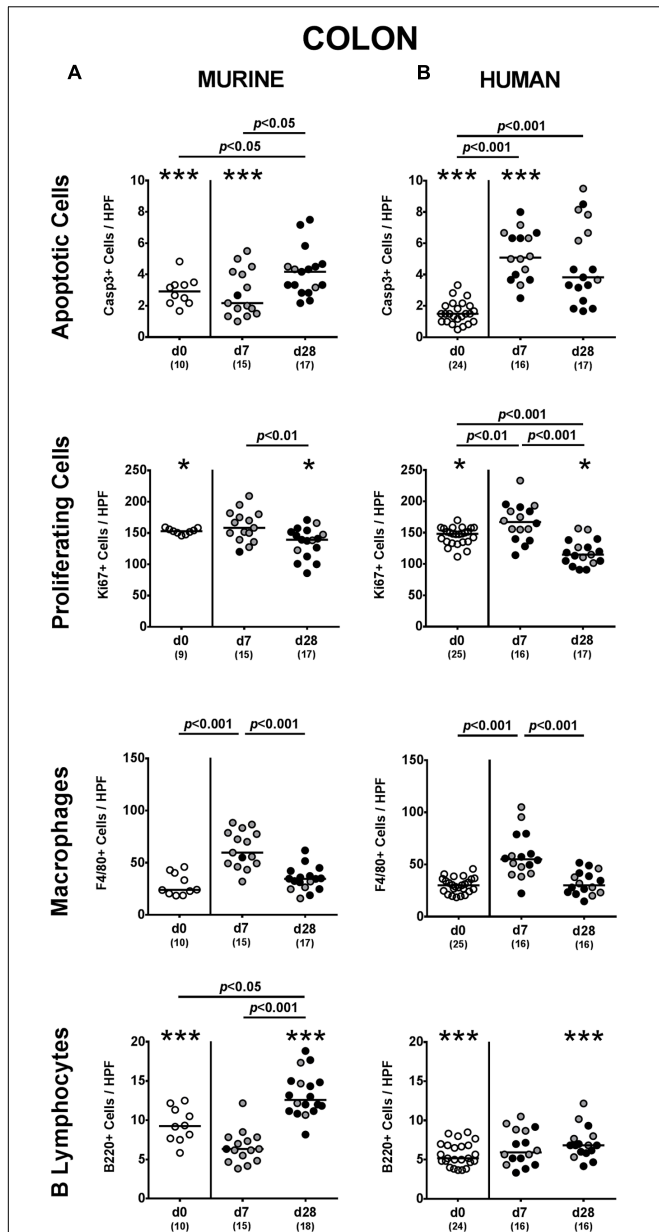 COLON
A
MURINE
B
HUMAN
Apoptotic Cells
p<0.05
p<0.05
*** ***
Casp3+ Cells / HPF
10
8
6
4
2
0
d0 d7 d28
(10) (15) (17)
p<0.001
p<0.001
*** ***
Casp3+ Cells / HPF
10
8
6
4
2
0
d0 d7 d28
(24) (16) (17)
Proliferating Cells
p<0.01
* *
Ki67+ Cells / HPF
250
200
150
100
50
0
d0 d7 d28
(9) (15) (17)
p<0.001
p<0.01 p<0.001
* *
Ki67+ Cells / HPF
250
200
150
100
50
0
d0 d7 d28
(25) (16) (17)
Macrophages
p<0.001 p<0.001
F4/80+ Cells / HPF
150
100
50
0
d0 d7 d28
(10) (15) (17)
p<0.001 p<0.001
F4/80+ Cells / HPF
150
100
50
0
d0 d7 d28
(25) (16) (16)
B Lymphocytes
p<0.05
p<0.001
*** ***
B220+ Cells / HPF
20
15
10
5
0
d0 d7 d28
(10) (15) (18)
*** ***
B220+ Cells / HPF
20
15
10
5
0
d0 d7 d28
(24) (16) (16)